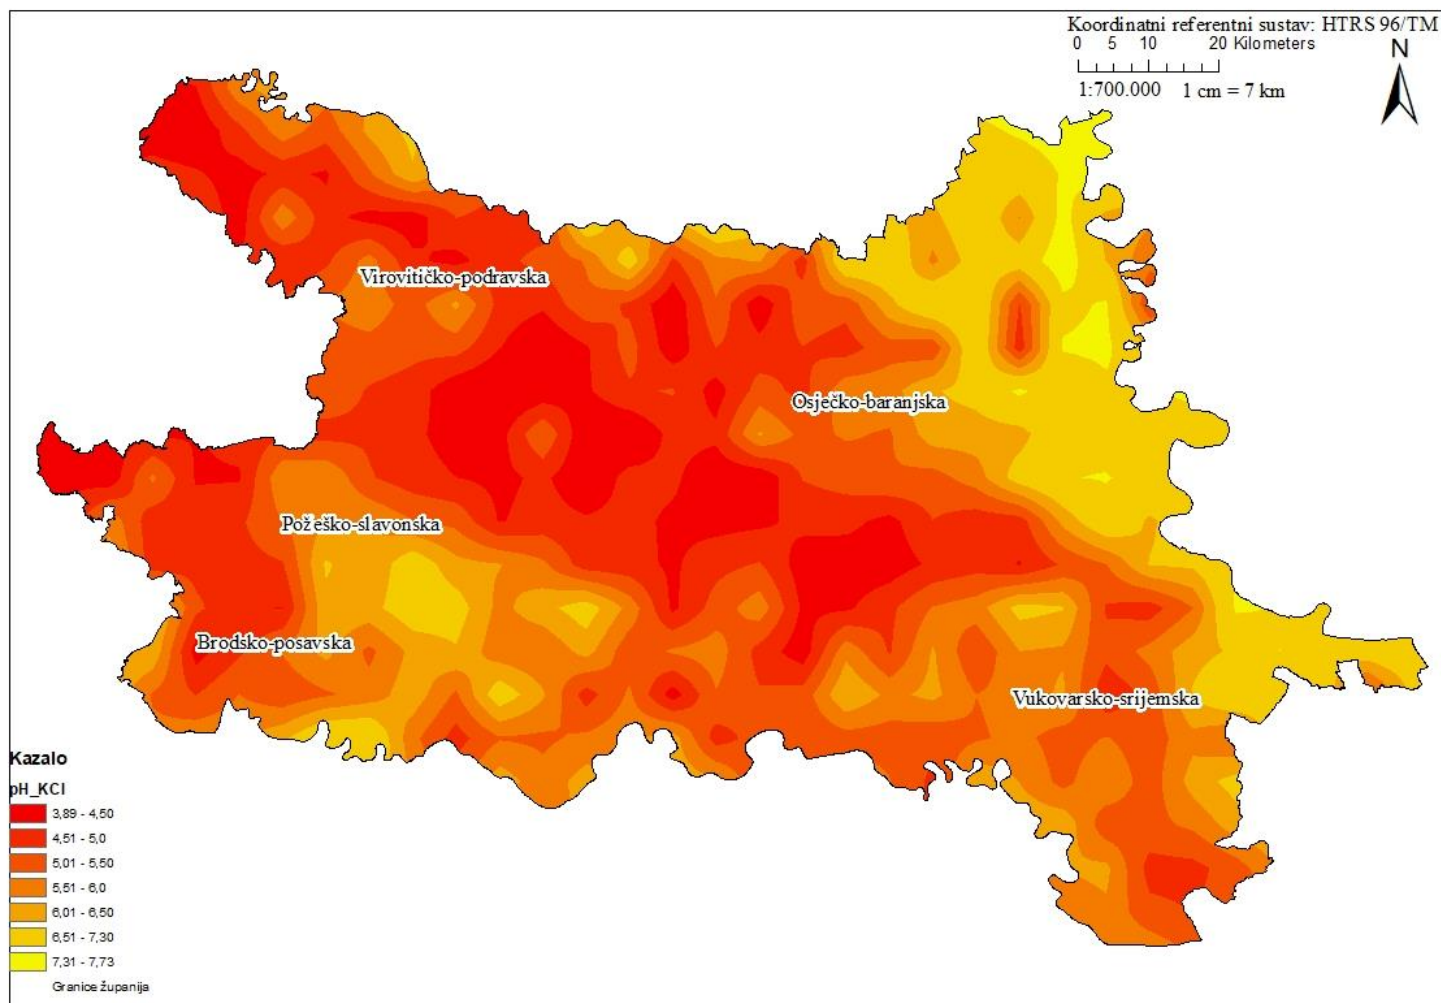 Koordinatni referentni sustav: HTRS 96/TM
0 5 10 20 Kilometers
N
1:700.000 1 cm = 7 km
Virovitičko-podravska
Osječko-baranjska
Požeško-slavonska
Brodsko-posavska
Vukovarsko-srijemska
Kazalo
pH_KCl
3,89 - 4,50
4,51 - 5,0
5,01 - 5,50
5,51 - 6,0
6,01 - 6,50
6,51 - 7,30
7,31 - 7,73
Granice županija